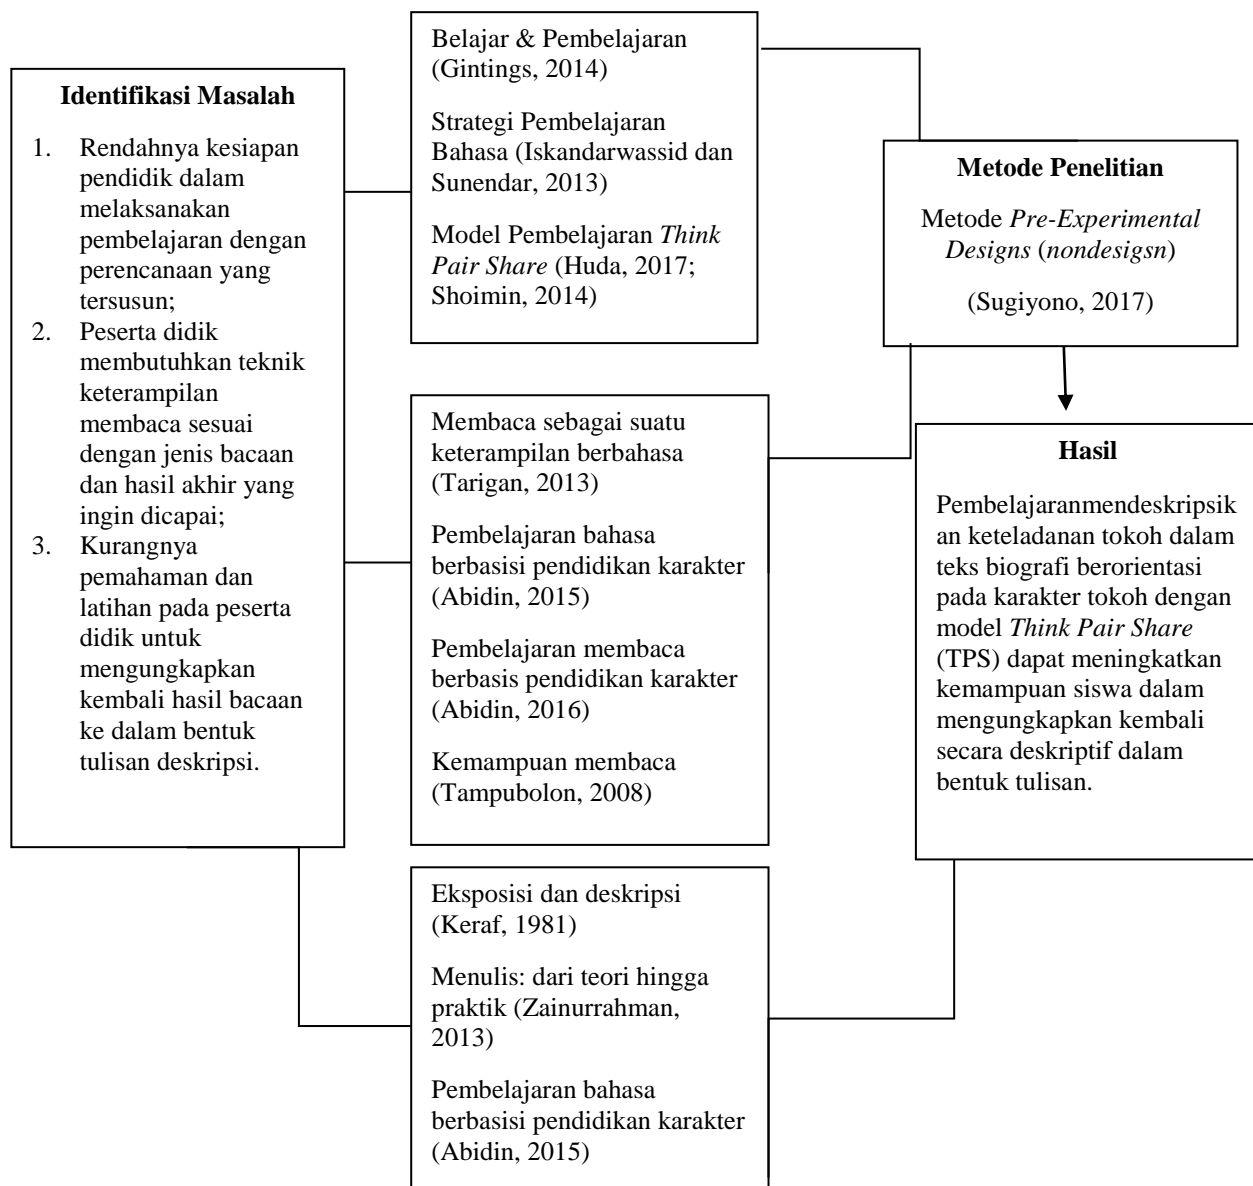 Identifikasi Masalah
1. Rendahnya kesiapan
pendidik dalam
melaksanakan
pembelajaran dengan
perencanaan yang
tersusun;
2. Peserta didik
membutuhkan teknik
keterampilan
membaca sesuai
dengan jenis bacaan
dan hasil akhir yang
ingin dicapai;
3. Kurangnya
pemahaman dan
latihan pada peserta
didik untuk
mengungkapkan
kembali hasil bacaan
ke dalam bentuk
tulisan deskripsi.
Belajar & Pembelajaran
(Gintings, 2014)
Strategi Pembelajaran
Bahasa (Iskandarwassid dan
Sunendar, 2013)
Model Pembelajaran Think
Pair Share (Huda, 2017;
Shoimin, 2014)
Membaca sebagai suatu
keterampilan berbahasa
(Tarigan, 2013)
Pembelajaran bahasa
berbasisi pendidikan karakter
(Abidin, 2015)
Pembelajaran membaca
berbasis pendidikan karakter
(Abidin, 2016)
Kemampuan membaca
(Tampubolon, 2008)
Eksposisi dan deskripsi
(Keraf, 1981)
Menulis: dari teori hingga
praktik (Zainurrahman,
2013)
Pembelajaran bahasa
berbasisi pendidikan karakter
(Abidin, 2015)
Metode Penelitian
Metode Pre-Experimental
Designs (nondesigsn)
(Sugiyono, 2017)
Hasil
Pembelajaranmendeskripsik
an keteladanan tokoh dalam
teks biografi berorientasi
pada karakter tokoh dengan
model Think Pair Share
(TPS) dapat meningkatkan
kemampuan siswa dalam
mengungkapkan kembali
secara deskriptif dalam
bentuk tulisan.